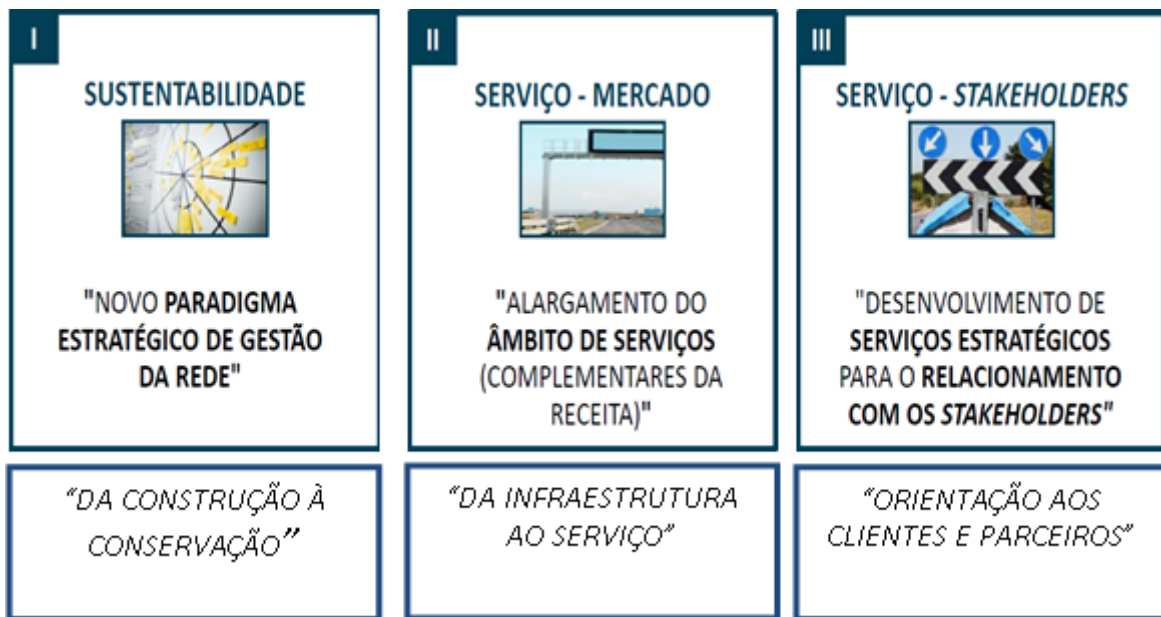 I
SUSTENTABILIDADE
"NOVO PARADIGMA
ESTRATÉGICO DE GESTÃO
DA REDE"
"DA CONSTRUÇÃO À
CONSERVAÇÃO"
II
SERVIÇO - MERCADO
"ALARGAMENTO DO
ÂMBITO DE SERVIÇOS
(COMPLEMENTARES DA
RECEITA)"
"DA INFRAESTRUTURA
AO SERVIÇO"
III
SERVIÇO - STAKEHOLDERS
"DESENVOLVIMENTO DE
SERVIÇOS ESTRATÉGICOS
PARA O RELACIONAMENTO
COM OS STAKEHOLDERS"
"ORIENTAÇÃO AOS
CLIENTES E PARCEIROS"